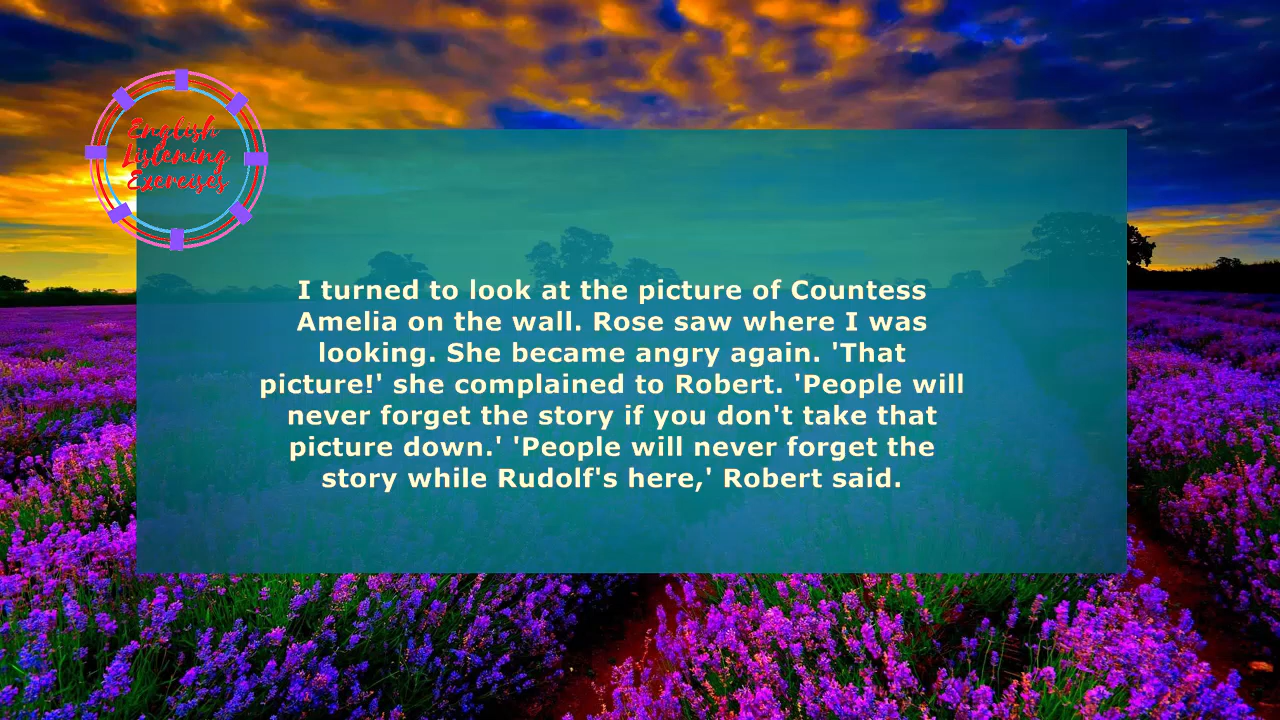 English
Listening
Exercises
I turned to look at the picture of Countess
Amelia on the wall. Rose saw where I was
looking. She became angry again. 'That
picture!' she complained to Robert. 'People will
never forget the story if you don't take that
picture down.' 'People will never forget the
story while Rudolf's here,' Robert said.